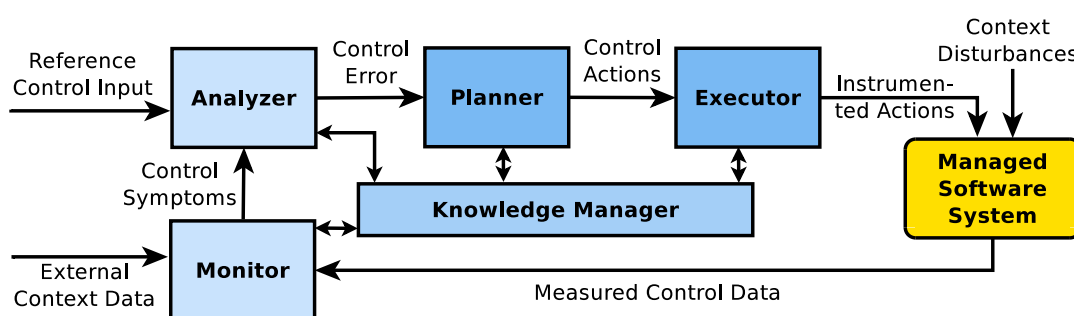 Reference
Control Input
Analyzer
Control
Error
Planner
Control
Actions
Executor
Instrumen-
ted Actions
Context
Disturbances
Control
Symptoms
Knowledge Manager
Managed
Software
System
External
Context Data
Monitor
Measured Control Data